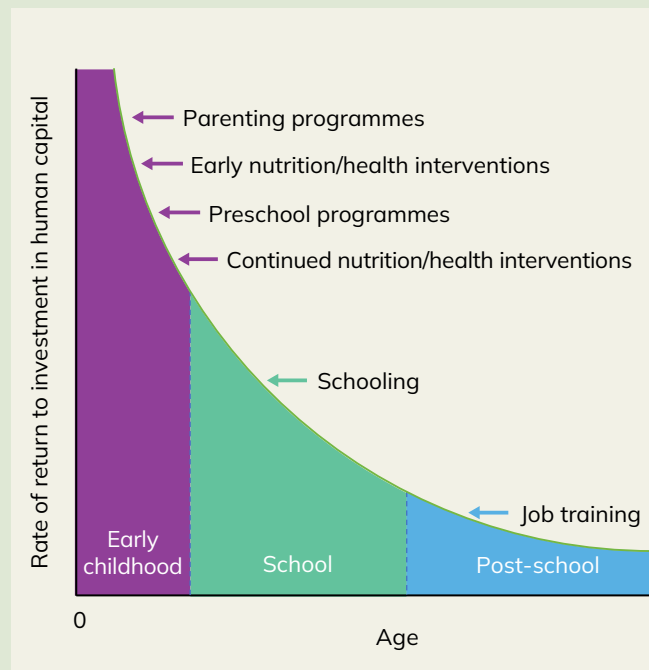 Rate of return to investment in human capital
Parenting programmes
Early nutrition/health interventions
Preschool programmes
Continued nutrition/health interventions
Schooling
Job training
Early
childhood
School
Post-school
0
Age